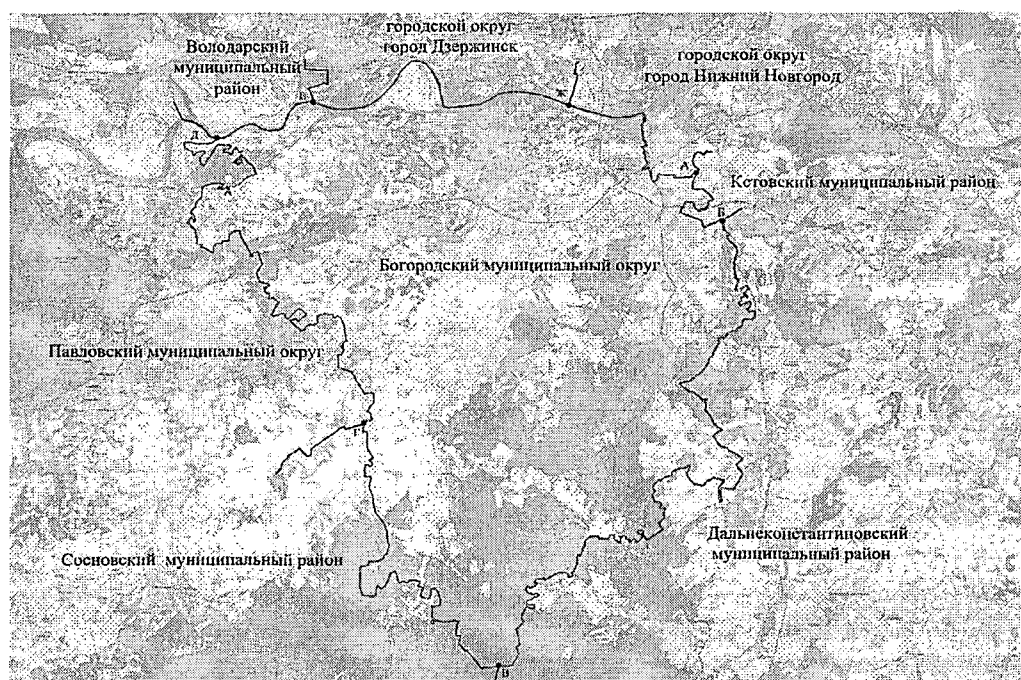 городской округ
город Дзержинск
Володарский
муниципальный
район
городской округ
город Нижний Новгород
Ж
Д
А
Кстовский муниципальный район
Б
Богородский муниципальный округ
Павловский муниципальный округ
Г
Сосновский муниципальный район
Дальнеконстантиновский
муниципальный район
В